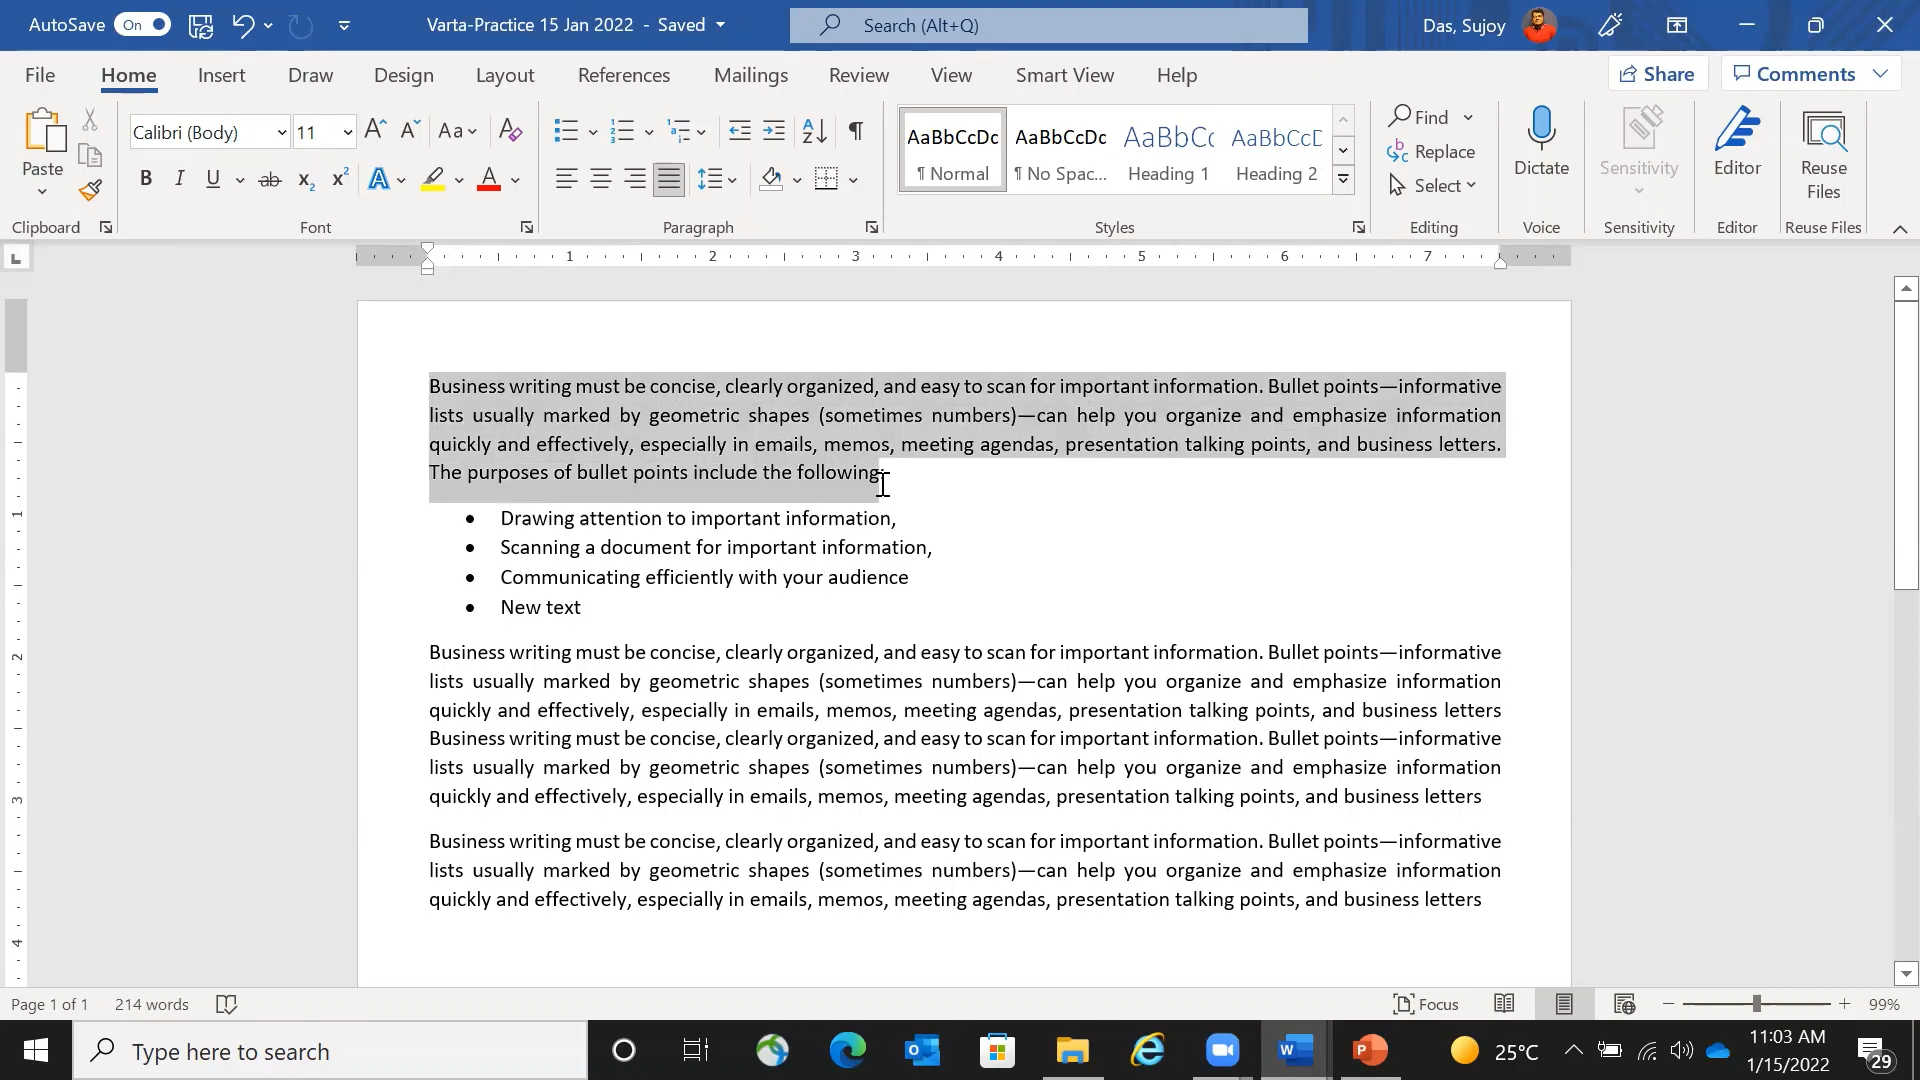 AutoSave On Varta-Practice 15 Jan 2022 - Saved Search (Alt+Q) Das, Sujoy
File Home Insert Draw Design Layout References Mailings Review View Smart View Help Share Comments
Paste
Clipboard
Calibri (Body) 11
Font
Paragraph
AaBbCcDc AaBbCcDc AaBbCc AaBbCcD
¶ Normal ¶ No Spac... Heading 1 Heading 2
Styles
Find
Replace
Select
Editing
Dictate
Voice
Sensitivity
Sensitivity
Editor
Editor
Reuse
Files
Reuse Files
1 2 3 4 5 6 7
Business writing must be concise, clearly organized, and easy to scan for important information. Bullet points—informative
lists usually marked by geometric shapes (sometimes numbers)—can help you organize and emphasize information
quickly and effectively, especially in emails, memos, meeting agendas, presentation talking points, and business letters.
The purposes of bullet points include the following:
• Drawing attention to important information,
• Scanning a document for important information,
• Communicating efficiently with your audience
• New text
Business writing must be concise, clearly organized, and easy to scan for important information. Bullet points—informative
lists usually marked by geometric shapes (sometimes numbers)—can help you organize and emphasize information
quickly and effectively, especially in emails, memos, meeting agendas, presentation talking points, and business letters
Business writing must be concise, clearly organized, and easy to scan for important information. Bullet points—informative
lists usually marked by geometric shapes (sometimes numbers)—can help you organize and emphasize information
quickly and effectively, especially in emails, memos, meeting agendas, presentation talking points, and business letters
Business writing must be concise, clearly organized, and easy to scan for important information. Bullet points—informative
lists usually marked by geometric shapes (sometimes numbers)—can help you organize and emphasize information
quickly and effectively, especially in emails, memos, meeting agendas, presentation talking points, and business letters
1
2
3
4
Page 1 of 1 214 words Focus 99%
Type here to search 25°C 11:03 AM
1/15/2022 29